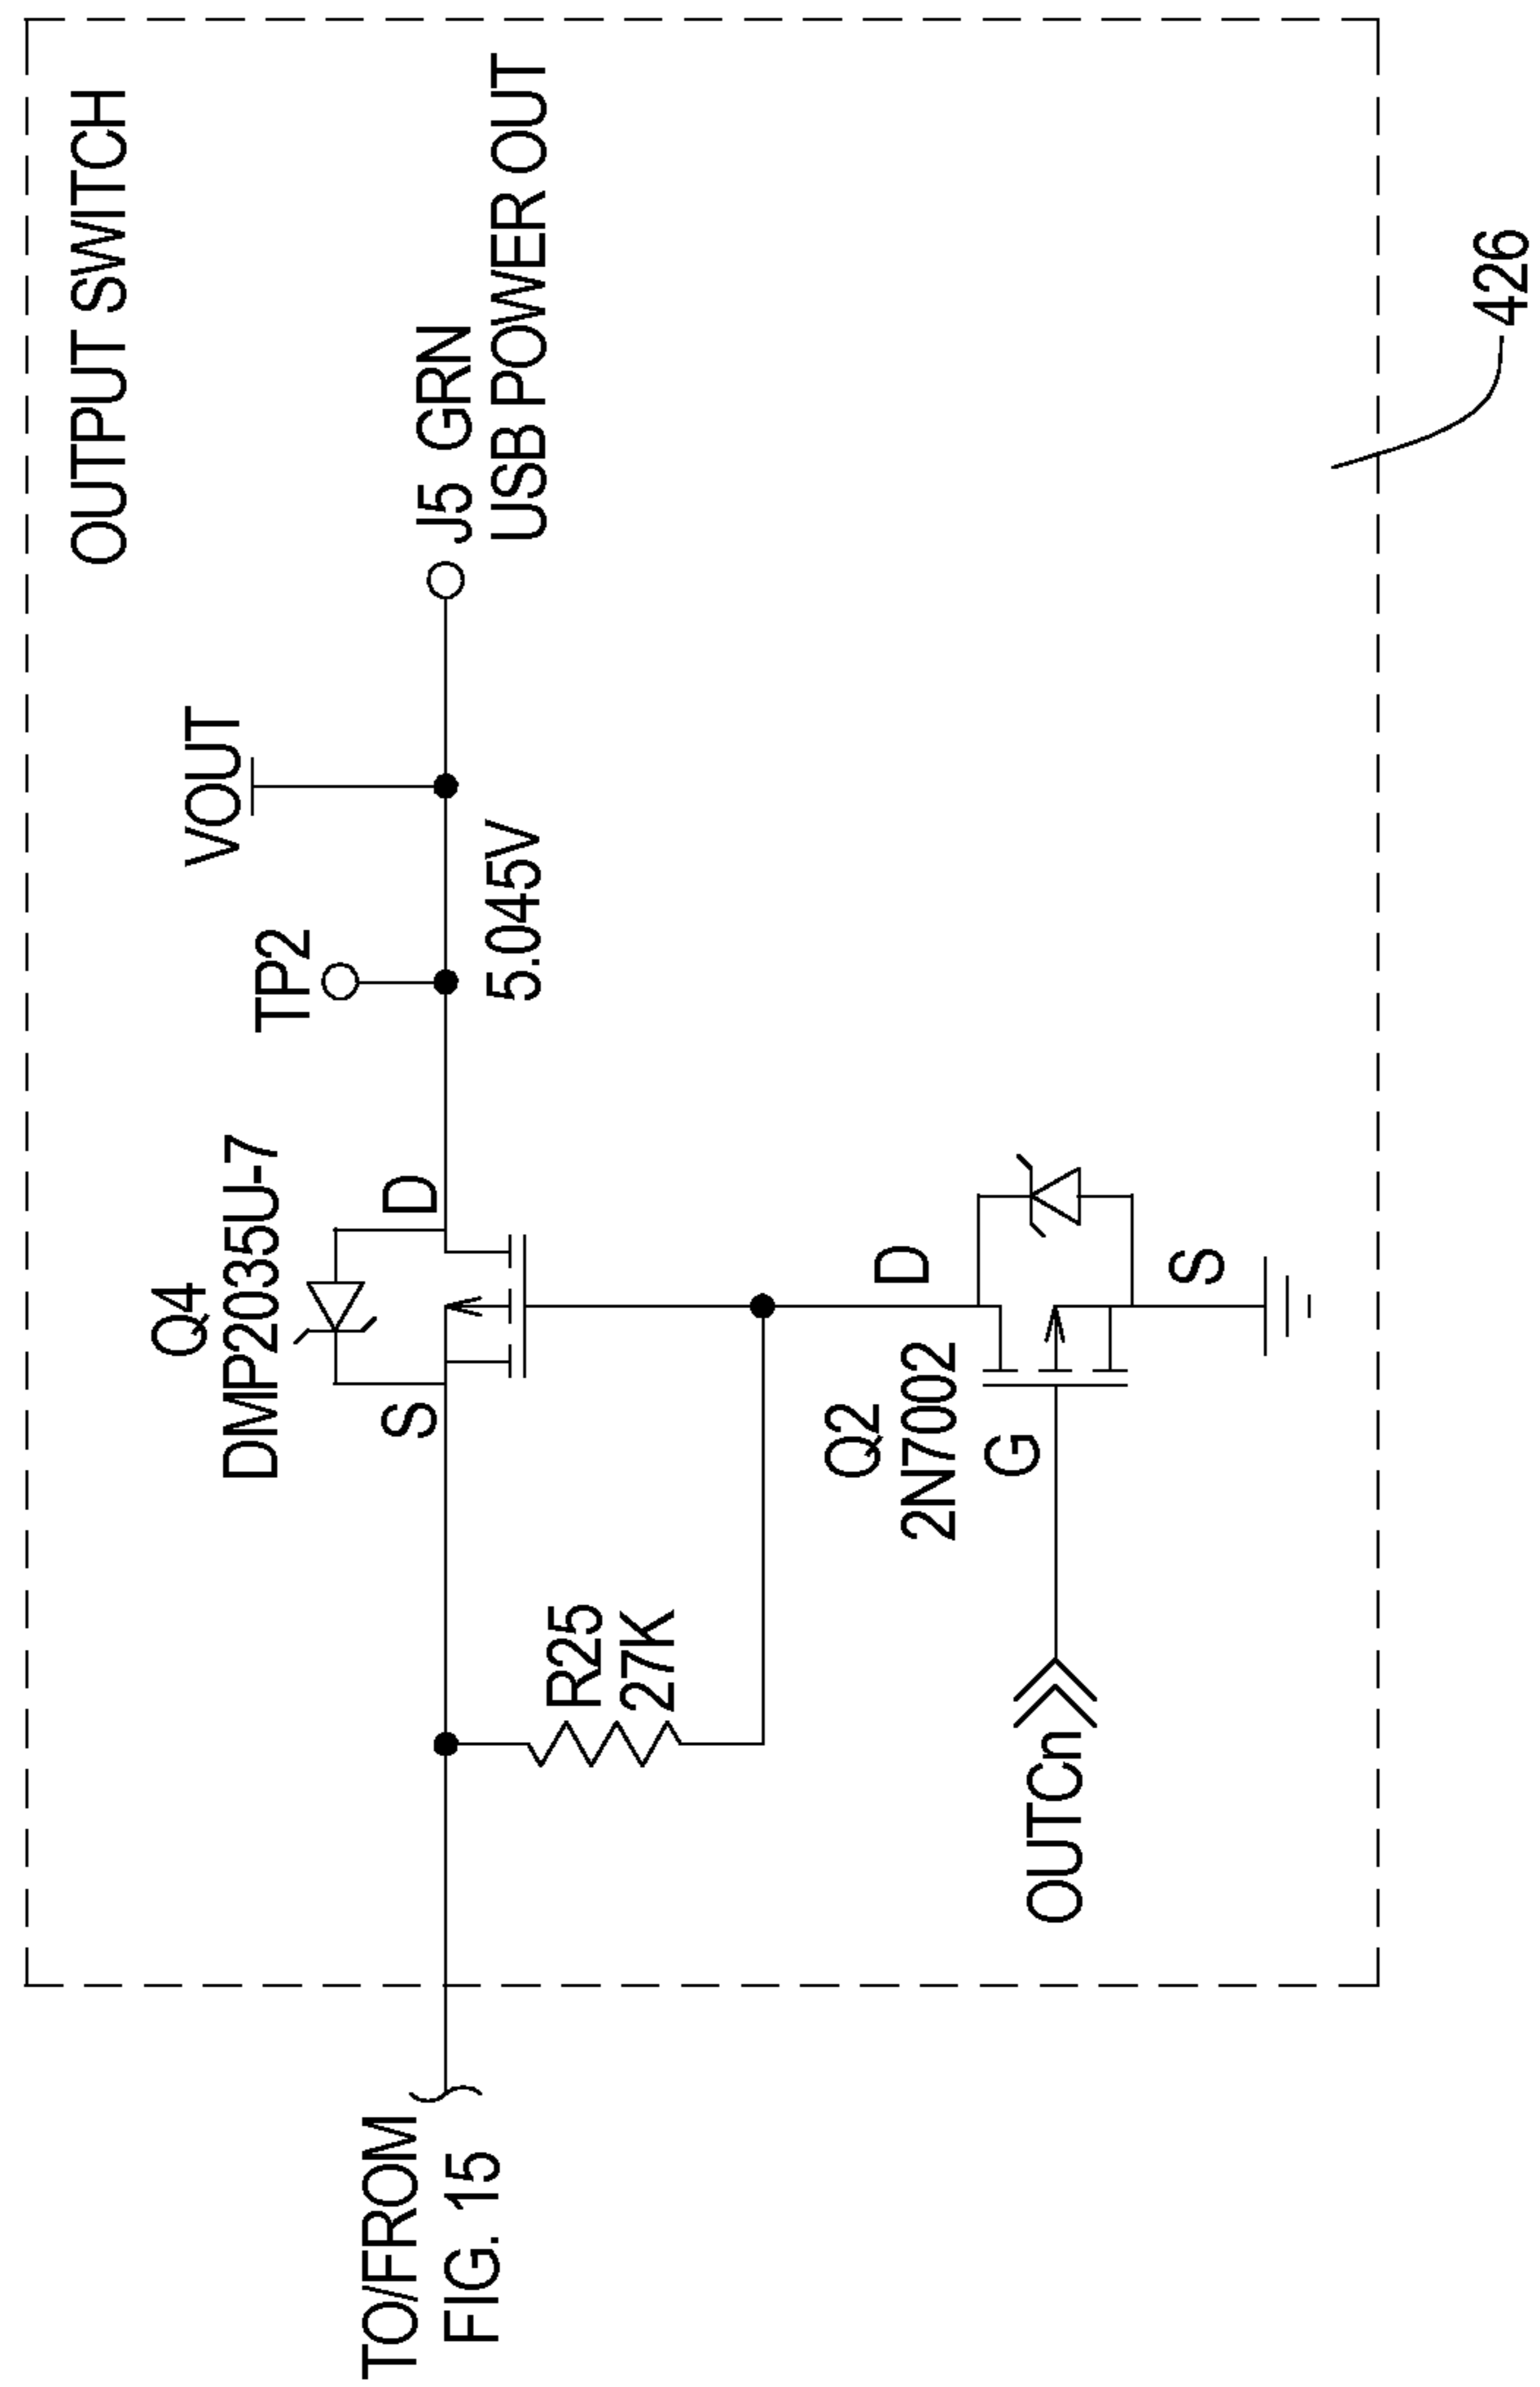 OUTPUT SWITCH
Q4
DMP2035U-7
VOUT
TP2
S
D
5.045V
J5 GRN
USB POWER OUT
TO/FROM
FIG. 15
R25
27K
Q2
2N7002
D
G
S
OUTCn
426